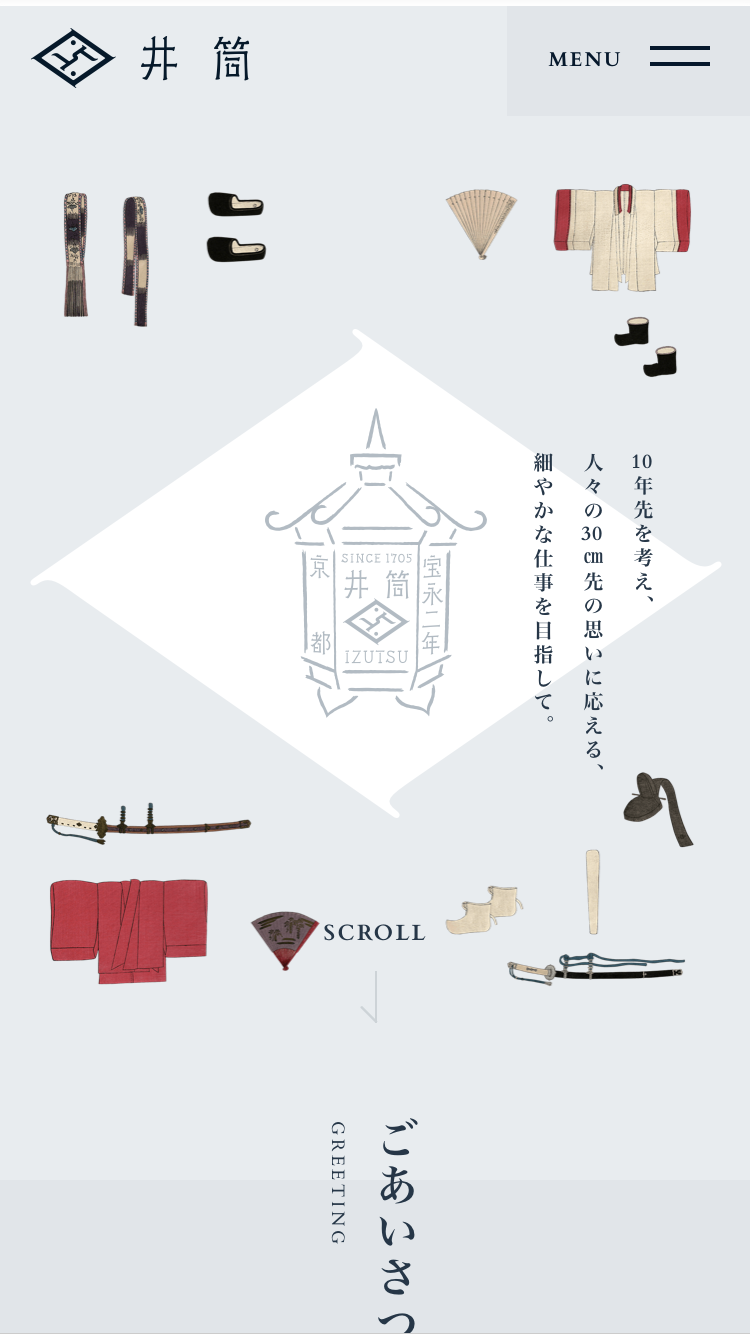 井筒
MENU
10年先を考え、
人々の30㎝先の思いに応える、
細やかな仕事を目指して。
SINCE 1705
井筒
IZUTSU
宝永二年
京都
SCROLL
ごあいさつ
GREETING